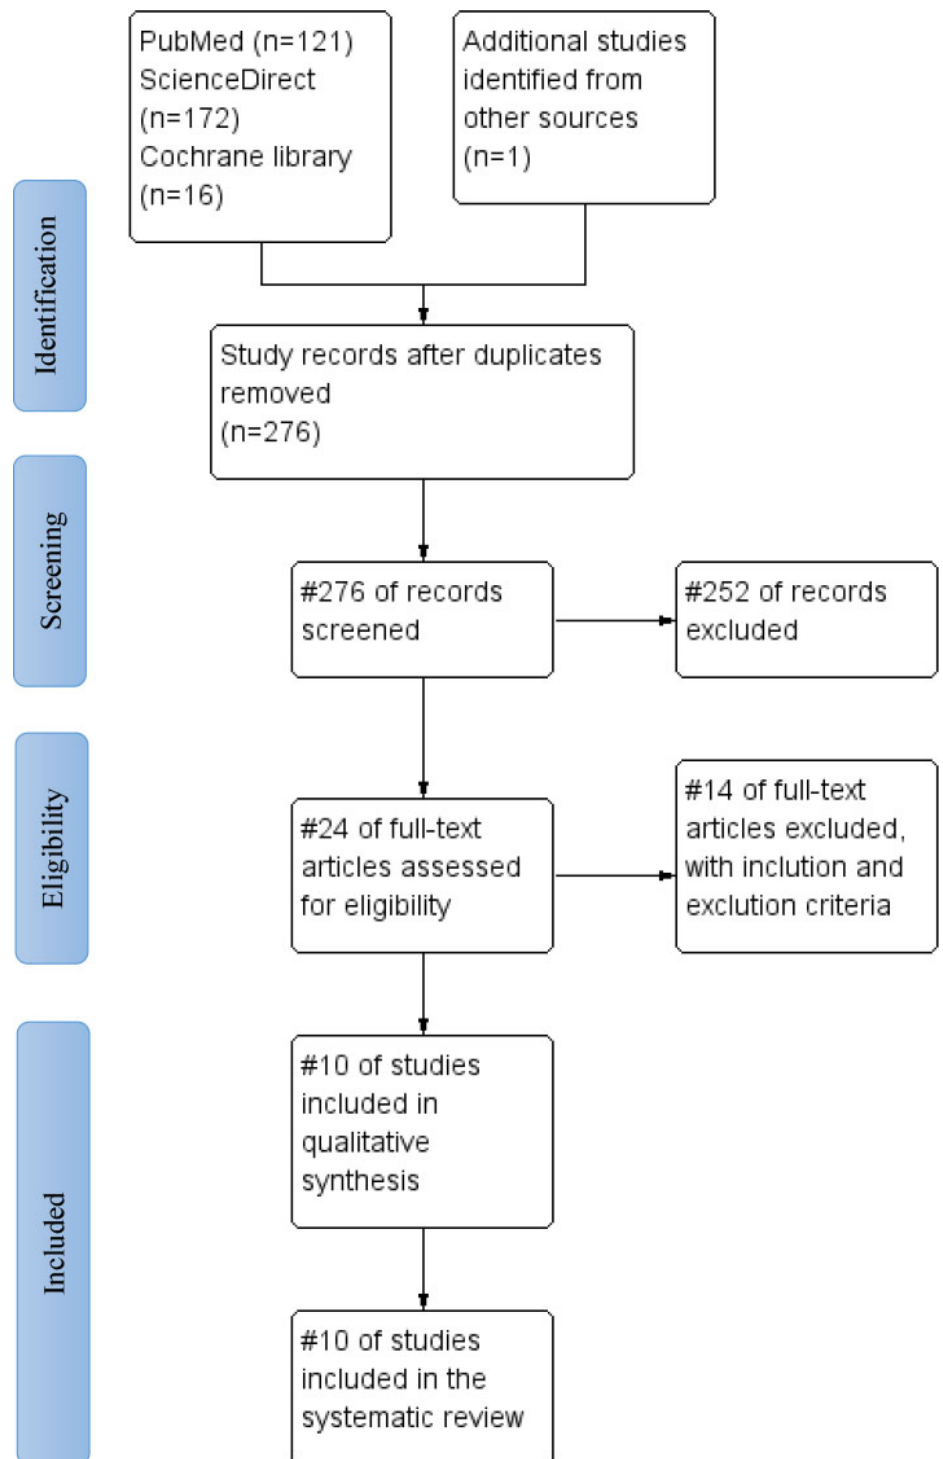 PubMed (n=121)
ScienceDirect
(n=172)
Cochrane library
(n=16)
Additional studies
identified from
other sources
(n=1)
Identification
Study records after duplicates
removed
(n=276)
Screening
#276 of records
screened
#252 of records
excluded
Eligibility
#24 of full-text
articles assessed
for eligibility
#14 of full-text
articles excluded,
with inclution and
exclution criteria
Included
#10 of studies
included in
qualitative
synthesis
#10 of studies
included in the
systematic review